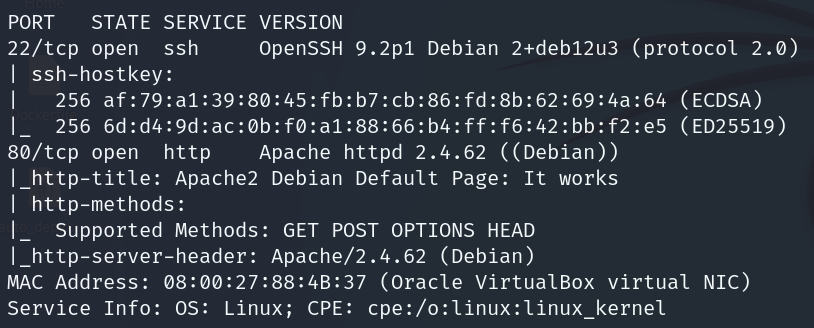 PORT   STATE SERVICE VERSION
22/tcp open  ssh     OpenSSH 9.2p1 Debian 2+deb12u3 (protocol 2.0)
| ssh-hostkey:
|   256 af:79:a1:39:80:45:fb:b7:cb:86:fd:8b:62:69:4a:64 (ECDSA)
|_  256 6d:d4:9d:ac:0b:f0:a1:88:66:b4:ff:f6:42:bb:f2:e5 (ED25519)
80/tcp open  http    Apache httpd 2.4.62 ((Debian))
|_http-title: Apache2 Debian Default Page: It works
| http-methods:
|_  Supported Methods: GET POST OPTIONS HEAD
|_http-server-header: Apache/2.4.62 (Debian)
MAC Address: 08:00:27:88:4B:37 (Oracle VirtualBox virtual NIC)
Service Info: OS: Linux; CPE: cpe:/o:linux:linux_kernel